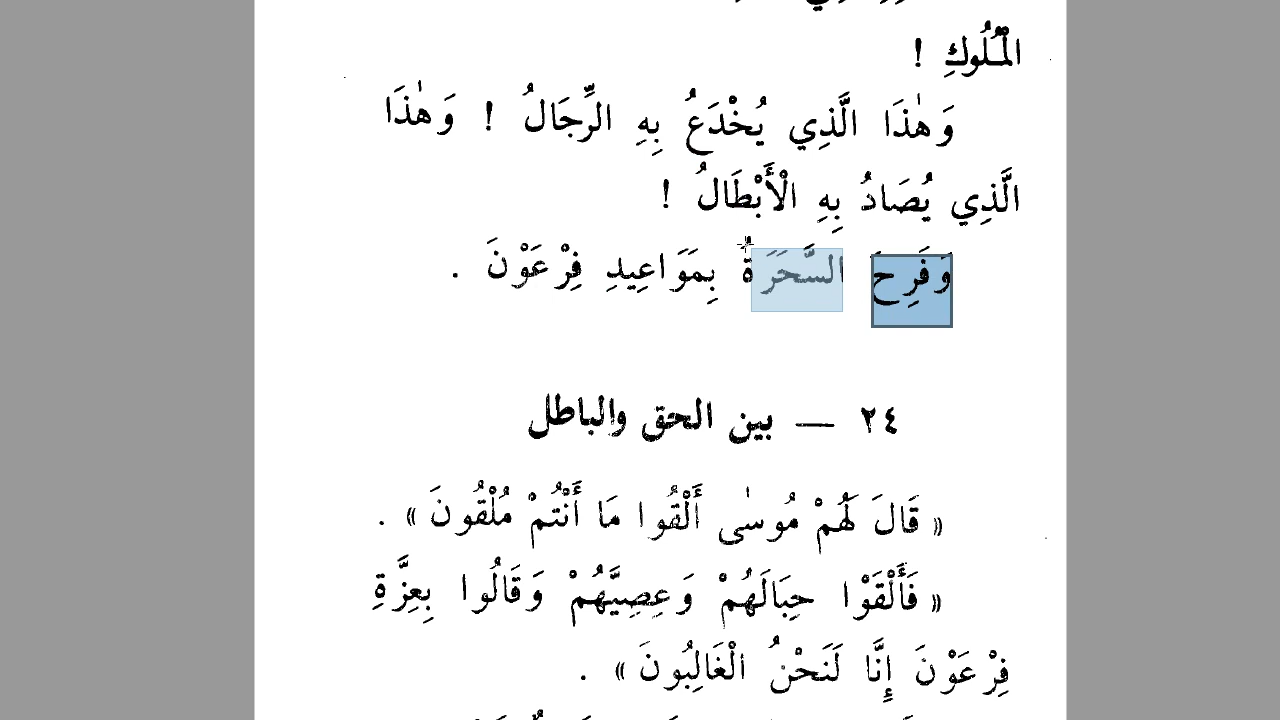 الْمُلُوكِ !
وَهٰذَا الَّذِي يُخْدَعُ بِهِ الرِّجَالُ ! وَهٰذَا
الَّذِي يُصَادُ بِهِ الْأَبْطَالُ !
وَفَرِحَ السَّحَرَةُ بِمَوَاعِيدِ فِرْعَوْنَ .
٢٤ — بين الحق والباطل
« قَالَ لَهُمْ مُوسٰى أَلْقُوا مَا أَنْتُمْ مُلْقُونَ » .
« فَأَلْقَوْا حِبَالَهُمْ وَعِصِيَّهُمْ وَقَالُوا بِعِزَّةِ
فِرْعَوْنَ إِنَّا لَنَحْنُ الْغَالِبُونَ » .